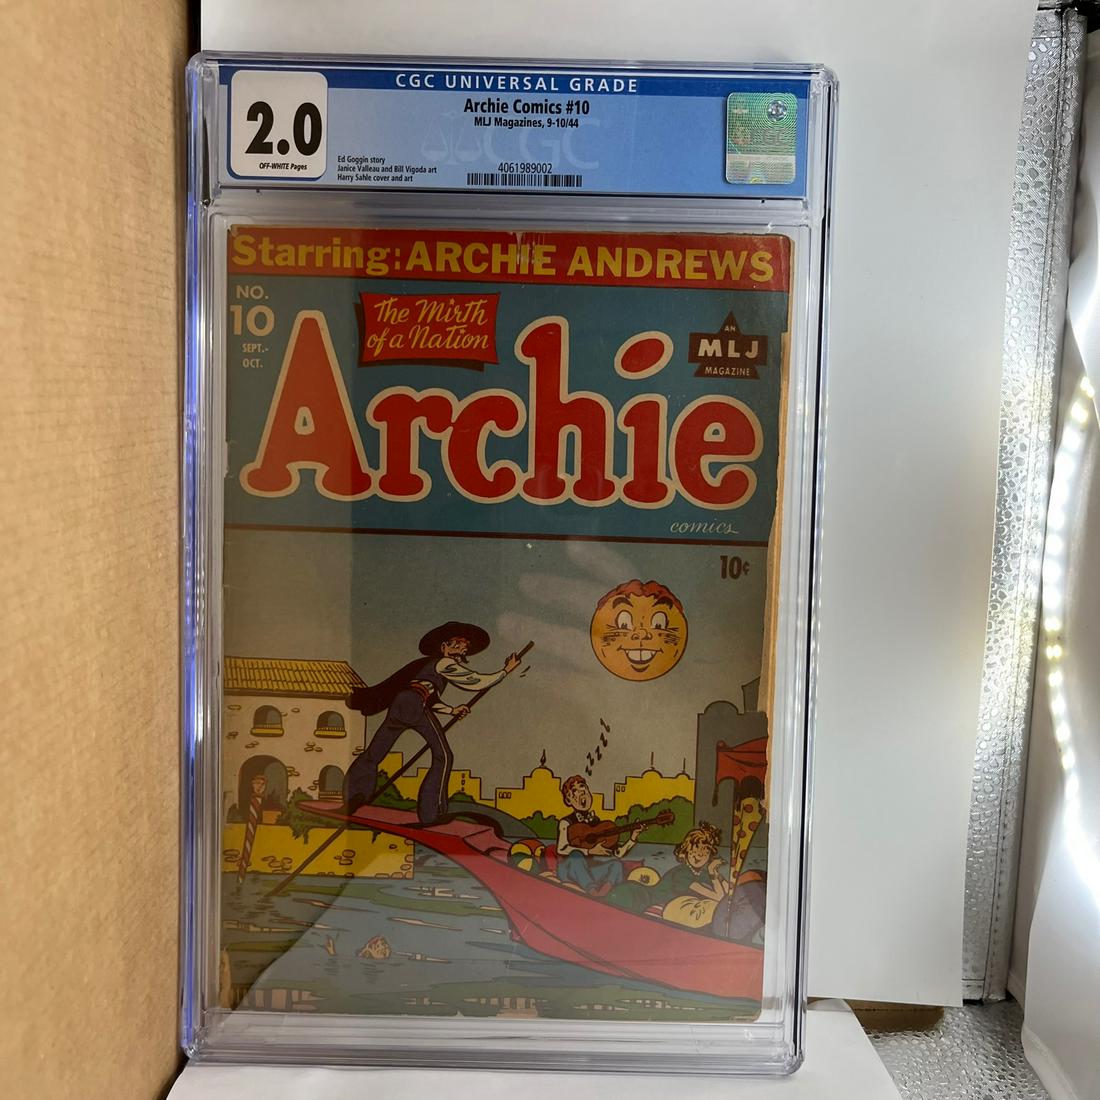 CGC UNIVERSAL GRADE
2.0
OFF-WHITE Pages
Archie Comics #10
MLJ Magazines, 9-10/44
Ed Goggin story
Janice Valleau and Bill Vigoda art
Harry Sahle cover and art
4061989002
CGC
Starring: ARCHIE ANDREWS
NO.
10
SEPT.-
OCT.
The Mirth
of a Nation
AN
MLJ
MAGAZINE
Archie
comics
10¢
zzzzz